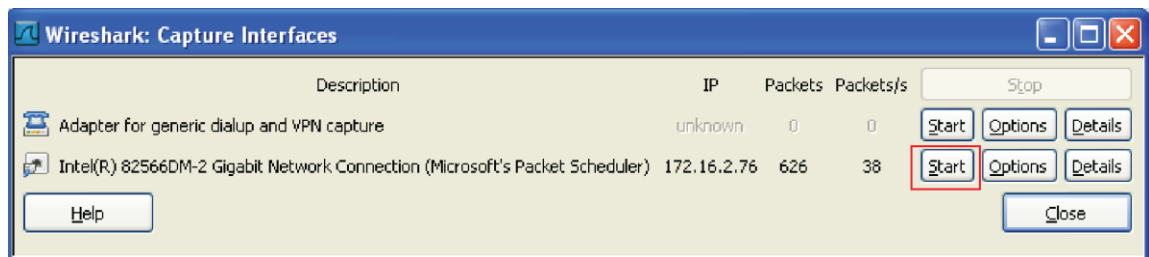 Wireshark: Capture Interfaces
Description IP Packets Packets/s Stop
Adapter for generic dialup and VPN capture unknown 0 0 Start Options Details
Intel(R) 82566DM-2 Gigabit Network Connection (Microsoft's Packet Scheduler) 172.16.2.76 626 38 Start Options Details
Help Close